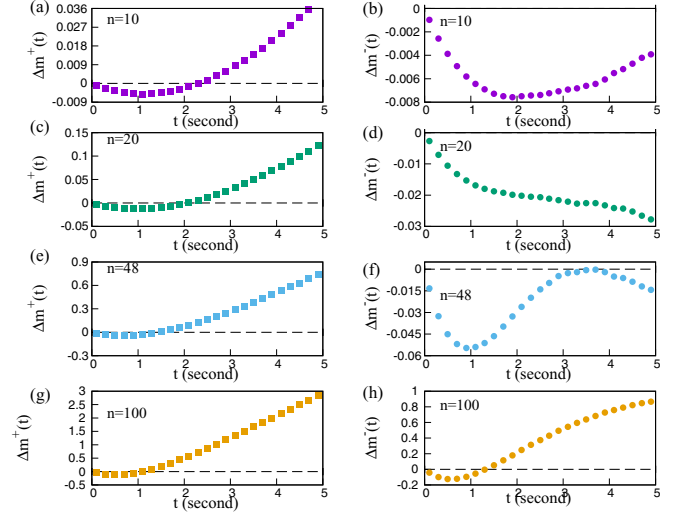 (a)
n=10
Δm⁺(t)
0.036
0.027
0.018
0.009
0
-0.009
0 1 2 3 4 5
t (second)
(b)
n=10
Δm⁻(t)
0
-0.002
-0.004
-0.006
-0.008
0 1 2 3 4 5
t (second)
(c)
n=20
Δm⁺(t)
0.15
0.1
0.05
0
-0.05
0 1 2 3 4 5
t (second)
(d)
n=20
Δm⁻(t)
0
-0.01
-0.02
-0.03
0 1 2 3 4 5
t (second)
(e)
n=48
Δm⁺(t)
0.9
0.6
0.3
0
-0.3
0 1 2 3 4 5
t (second)
(f)
n=48
Δm⁻(t)
0
-0.015
-0.03
-0.045
-0.06
0 1 2 3 4 5
t (second)
(g)
n=100
Δm⁺(t)
3
2.5
2
1.5
1
0.5
0
-0.5
0 1 2 3 4 5
t (second)
(h)
n=100
Δm⁻(t)
1
0.8
0.6
0.4
0.2
0
-0.2
0 1 2 3 4 5
t (second)